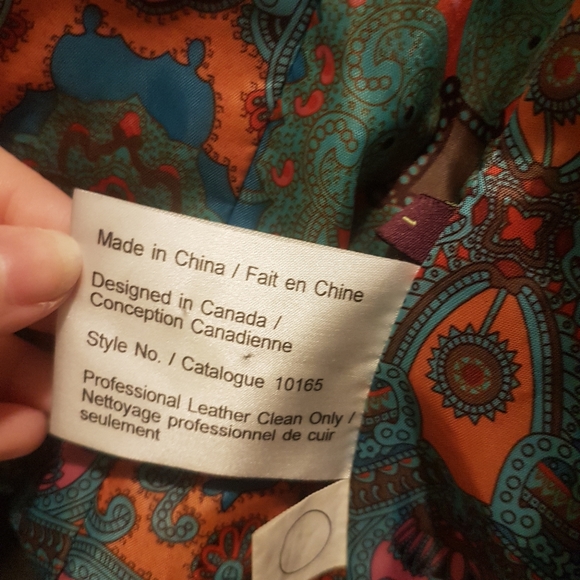 Made in China / Fait en Chine
Designed in Canada /
Conception Canadienne
Style No. / Catalogue 10165
Professional Leather Clean Only /
Nettoyage professionnel de cuir
seulement